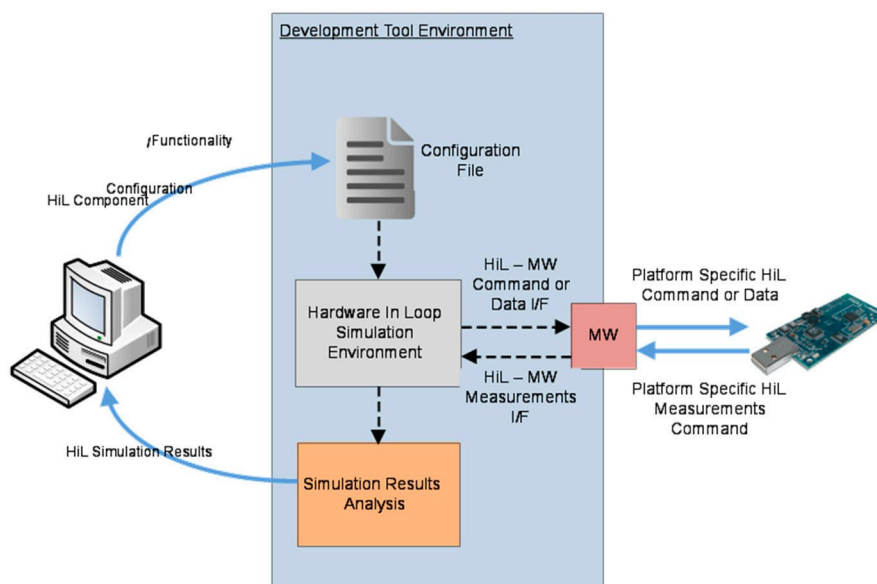 Development Tool Environment
/Functionality
Configuration
HiL Component
Configuration
File
HiL – MW
Command or
Data I/F
Platform Specific HiL
Command or Data
Hardware In Loop
Simulation
Environment
MW
HiL – MW
Measurements
I/F
Platform Specific HiL
Measurements
Command
HiL Simulation Results
Simulation Results
Analysis